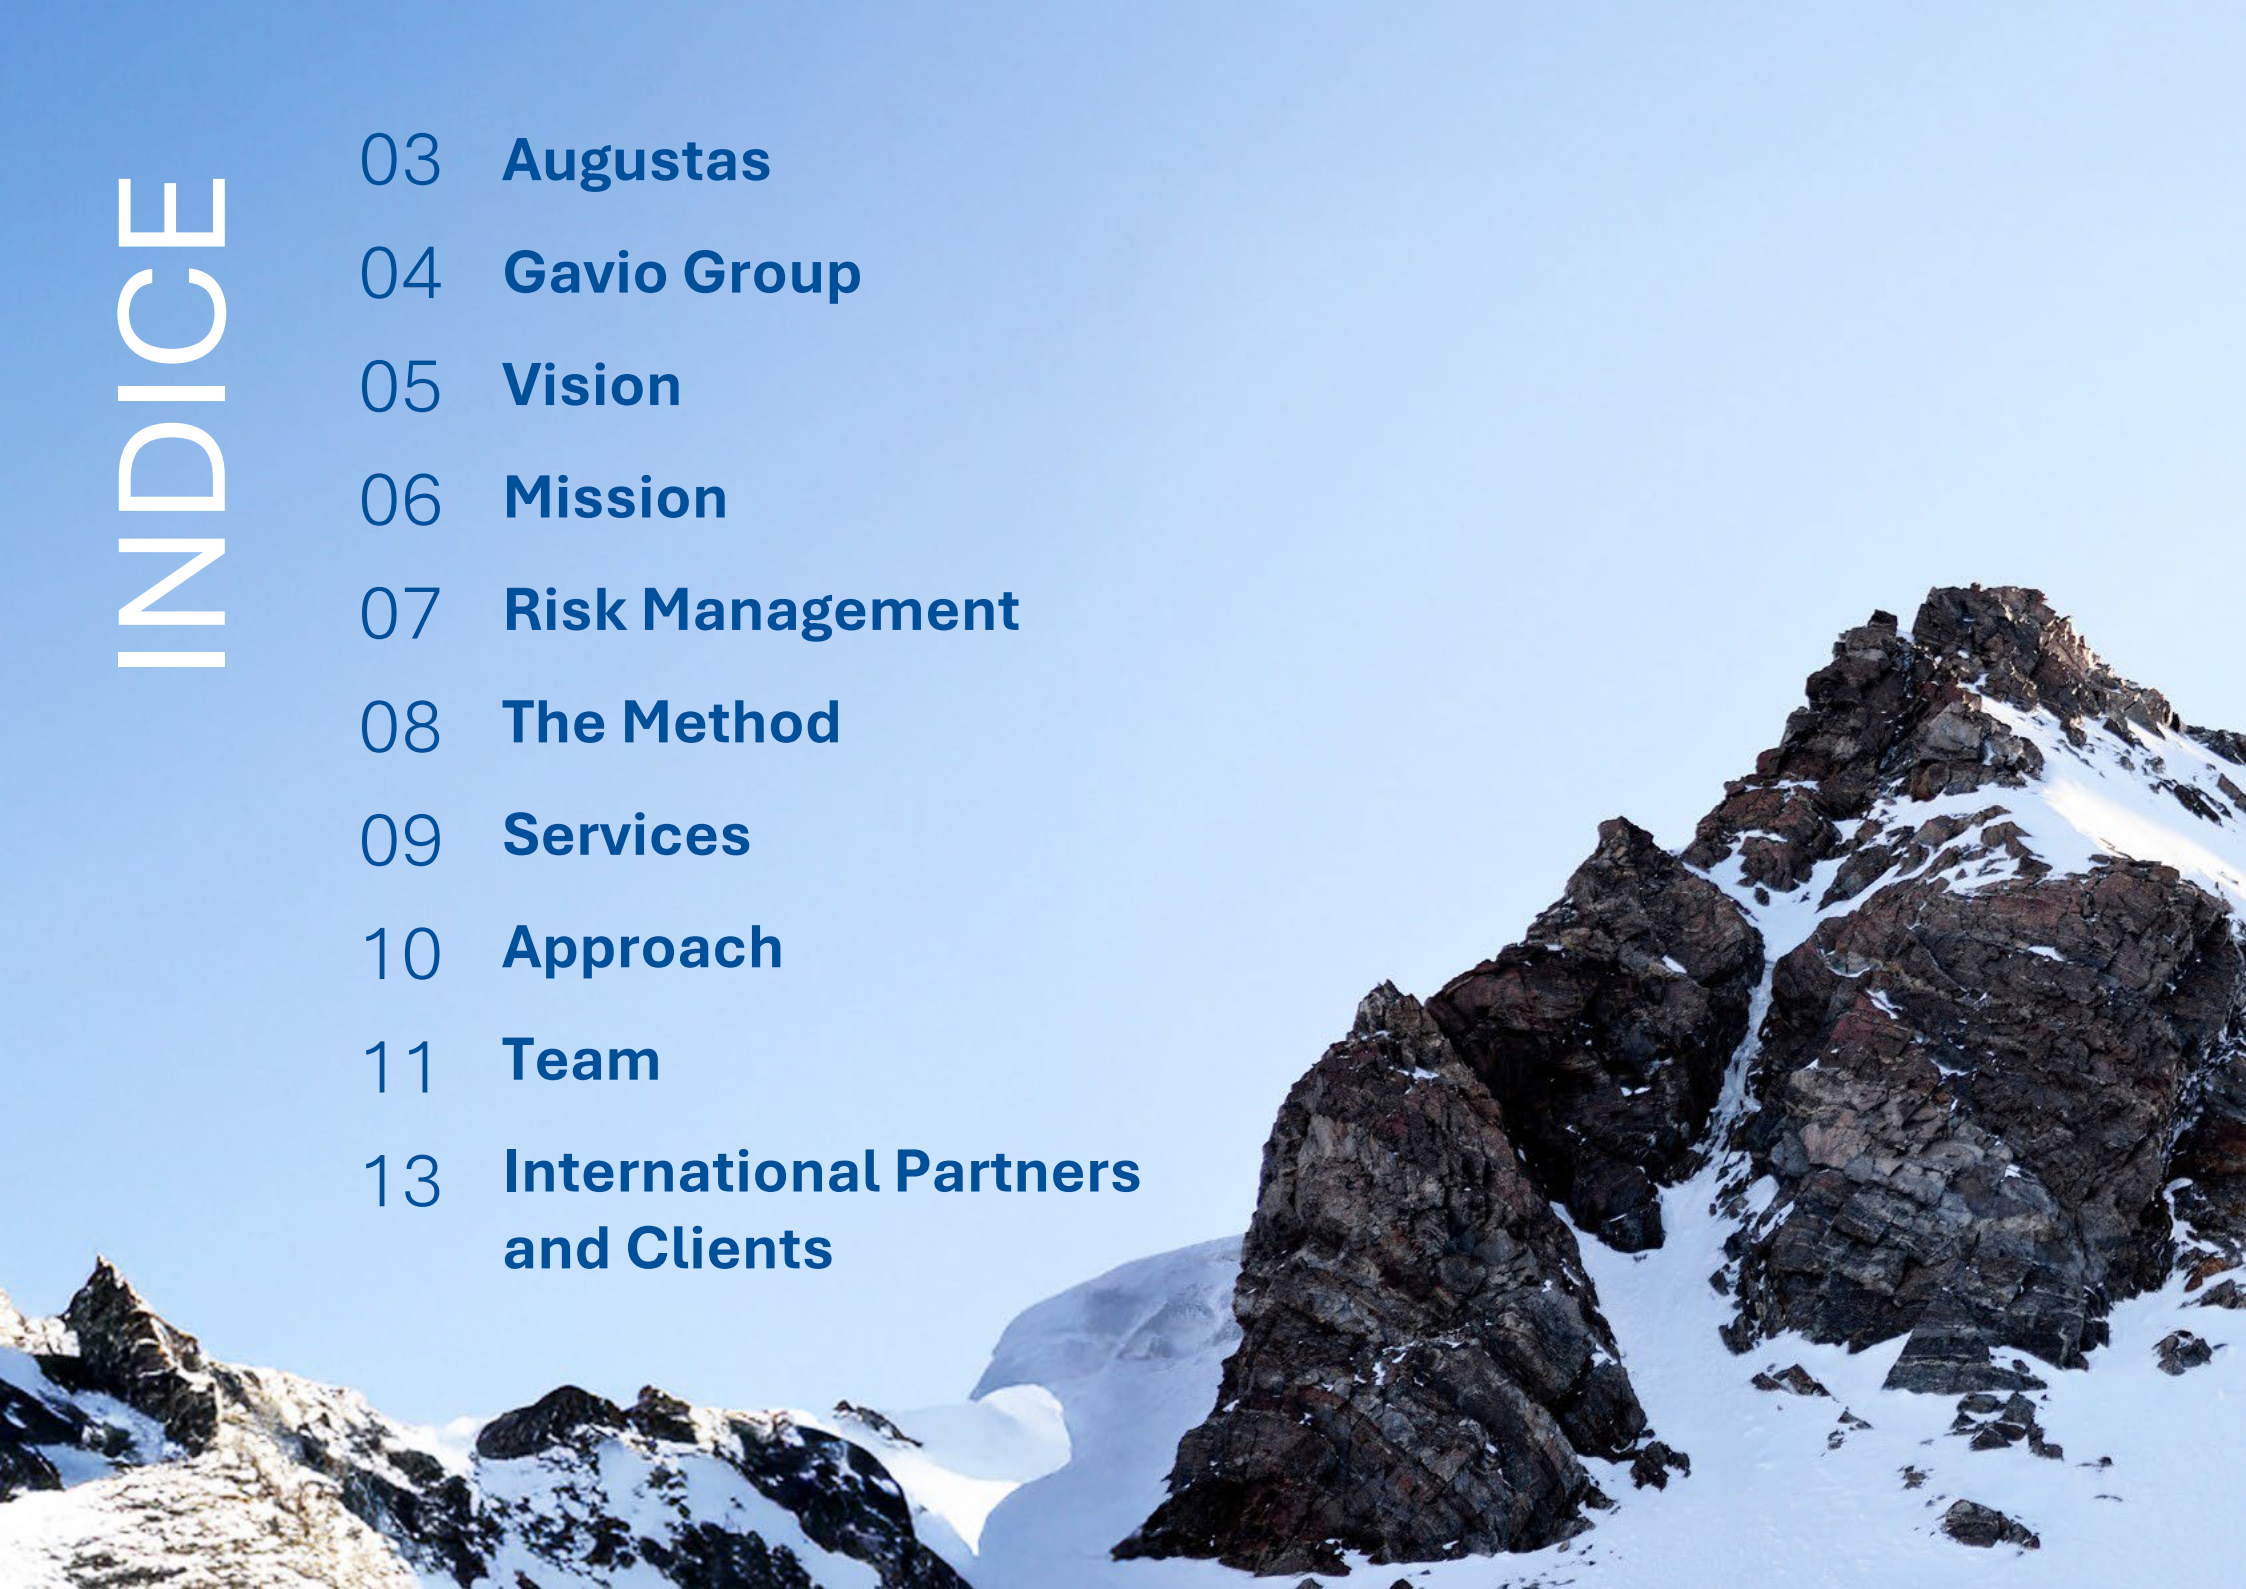 INDICE
03 Augustas
04 Gavio Group
05 Vision
06 Mission
07 Risk Management
08 The Method
09 Services
10 Approach
11 Team
13 International Partners
and Clients